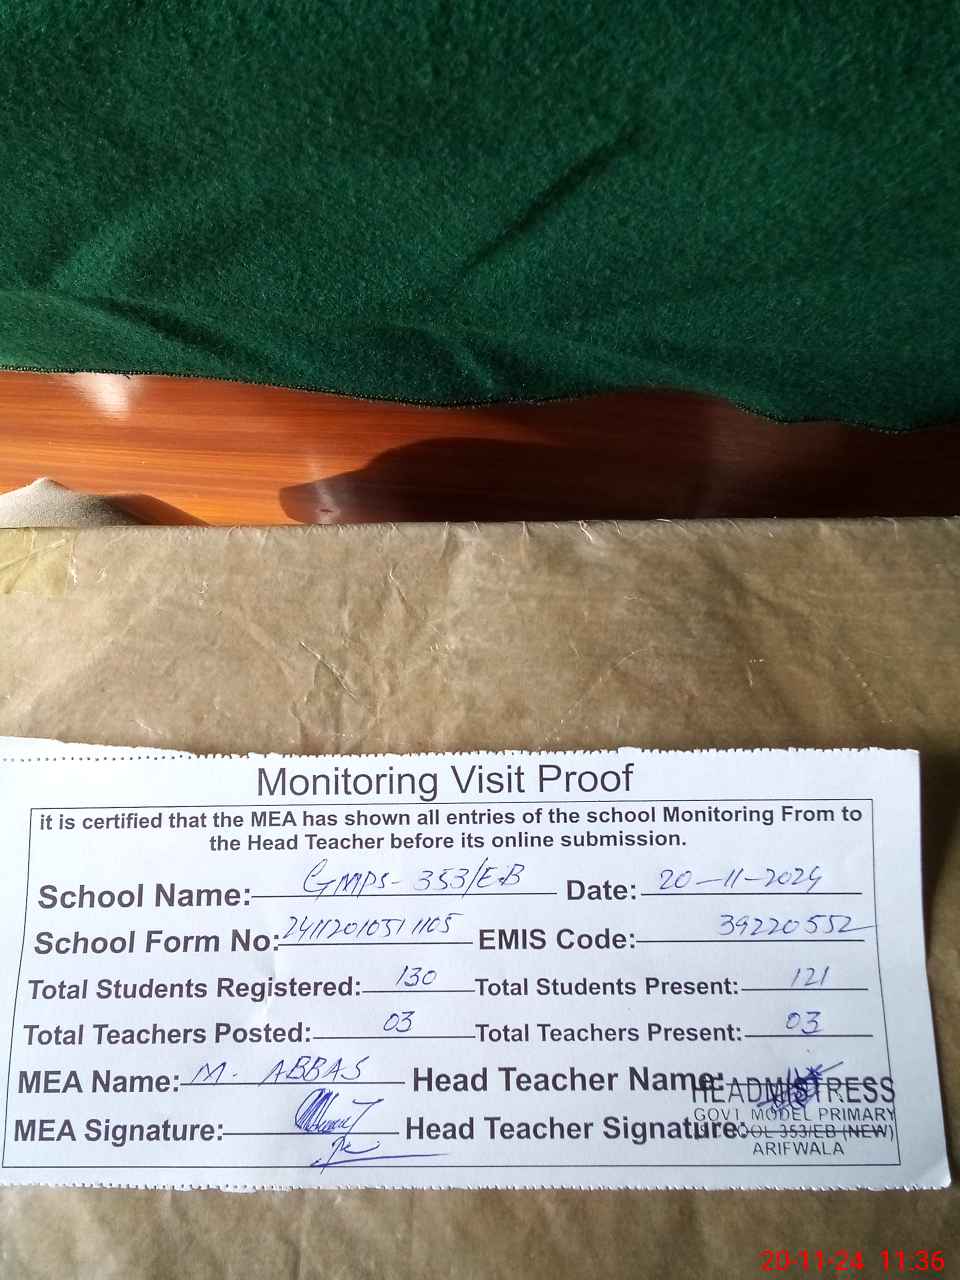 Monitoring Visit Proof
it is certified that the MEA has shown all entries of the school Monitoring From to
the Head Teacher before its online submission.
School Name: GMPS- 353/E.B Date: 20-11-2024
School Form No: 24112010511105 EMIS Code: 39220552
Total Students Registered: 130 Total Students Present: 121
Total Teachers Posted: 03 Total Teachers Present: 03
MEA Name: M. ABBAS Head Teacher Name: HEADMISTRESS
GOVT MODEL PRIMARY
MEA Signature: Head Teacher Signature: SCHOOL 353/EB (NEW)
ARIFWALA
20-11-24 11:36